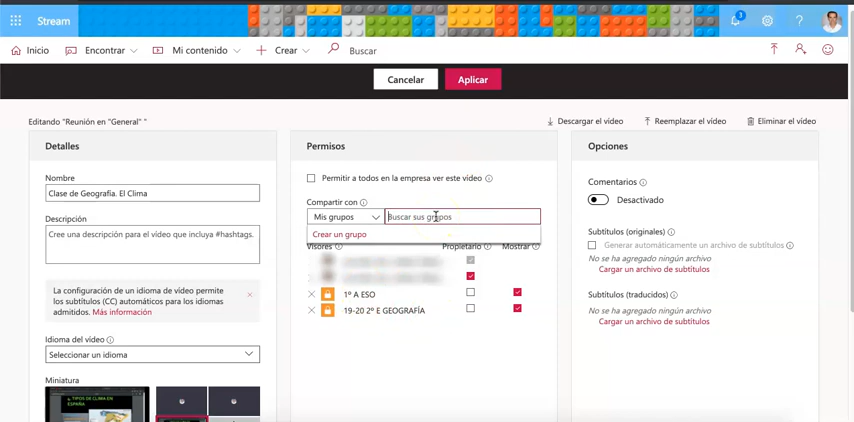 Stream
3
?
Inicio
Encontrar
Mi contenido
Crear
Buscar
Cancelar
Aplicar
Editando "Reunión en "General" "
Descargar el vídeo
Reemplazar el vídeo
Eliminar el vídeo
Detalles
Nombre
Clase de Geografía. El Clima
Descripción
Cree una descripción para el vídeo que incluya #hashtags.
La configuración de un idioma de vídeo permite
los subtítulos (CC) automáticos para los idiomas
admitidos. Más información
Idioma del vídeo
Seleccionar un idioma
Miniatura
TIPOS DE CLIMA EN
ESPAÑA
Permisos
Permitir a todos en la empresa ver este vídeo
Compartir con
Mis grupos
Buscar sus grupos
Crear un grupo
Visores
Propietario
Mostrar
1º A ESO
19-20 2º E GEOGRAFÍA
Opciones
Comentarios
Desactivado
Subtítulos (originales)
Generar automáticamente un archivo de subtítulos
No se ha agregado ningún archivo
Cargar un archivo de subtítulos
Subtítulos (traducidos)
No se ha agregado ningún archivo
Cargar un archivo de subtítulos